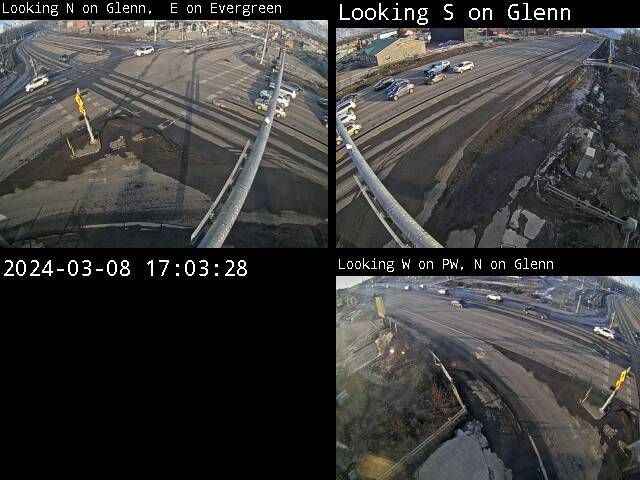 Looking N on Glenn,  E on Evergreen
Looking S on Glenn
2024-03-08 17:03:28
Looking W on PW, N on Glenn